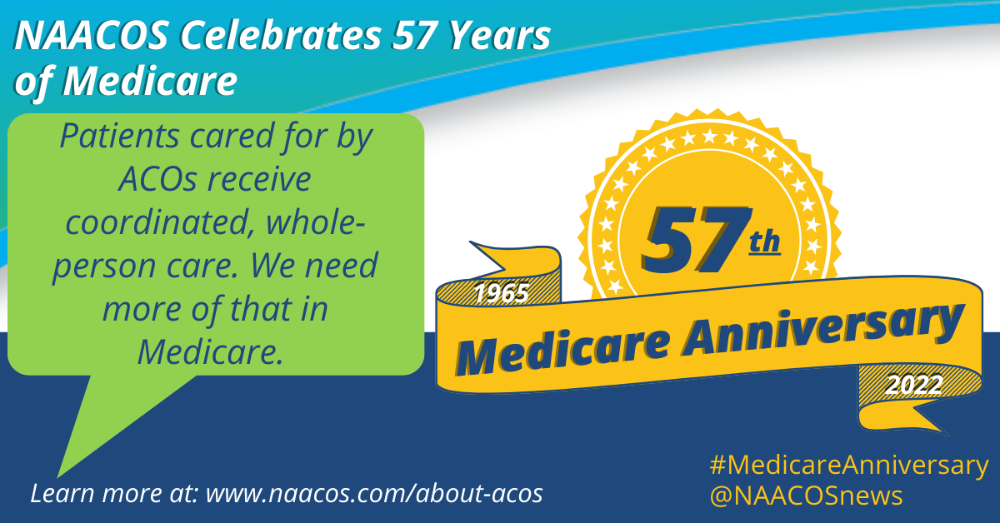 NAACOS Celebrates 57 Years
of Medicare
Patients cared for by
ACOs receive
coordinated, whole-
person care. We need
more of that in
Medicare.
57th
1965
Medicare Anniversary
2022
#MedicareAnniversary
@NAACOSnews
Learn more at: www.naacos.com/about-acos